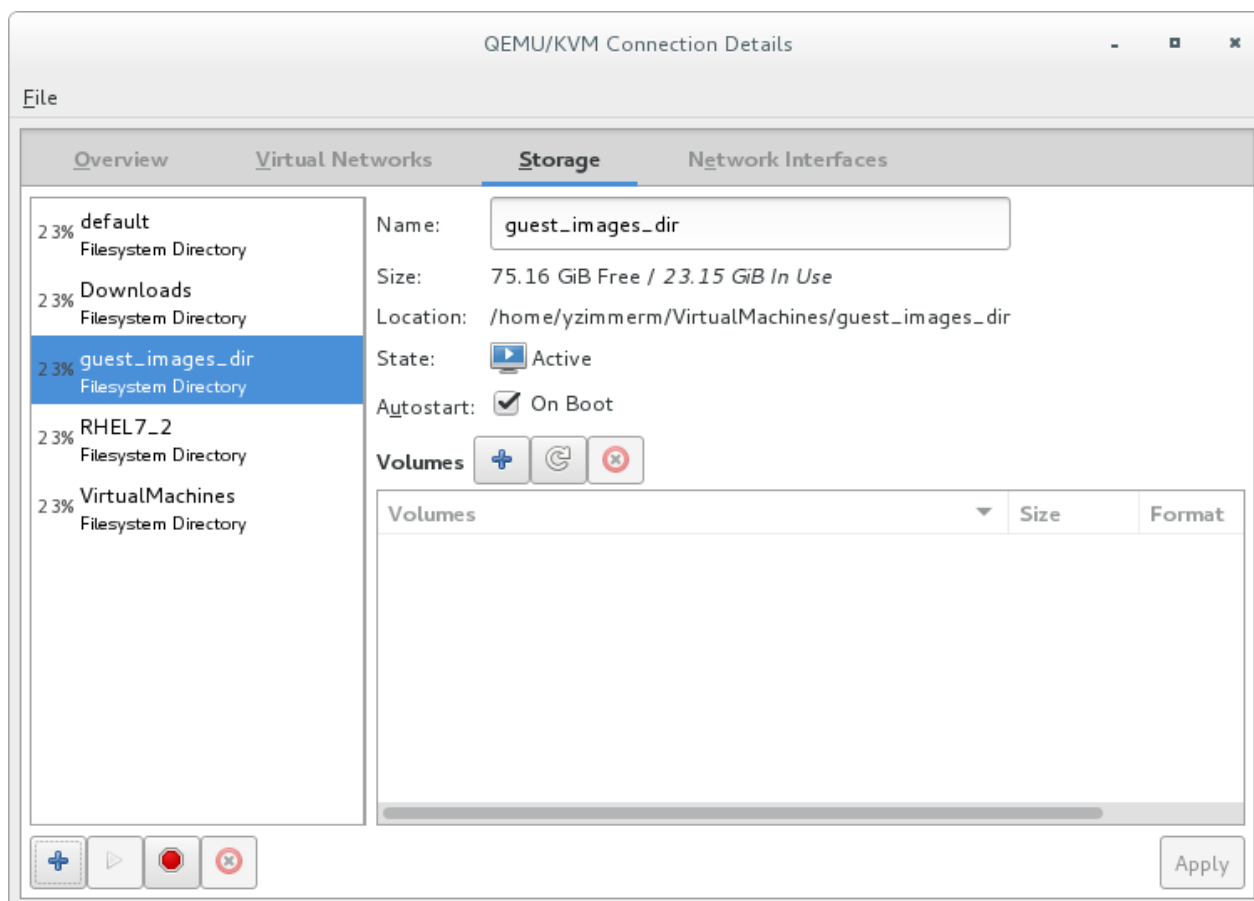 QEMU/KVM Connection Details
File
Overview Virtual Networks Storage Network Interfaces
23% default
Filesystem Directory
23% Downloads
Filesystem Directory
23% guest_images_dir
Filesystem Directory
23% RHEL7_2
Filesystem Directory
23% VirtualMachines
Filesystem Directory
Name: guest_images_dir
Size: 75.16 GiB Free / 23.15 GiB In Use
Location: /home/yzimmerm/VirtualMachines/guest_images_dir
State: Active
Autostart: On Boot
Volumes
Volumes Size Format
Apply